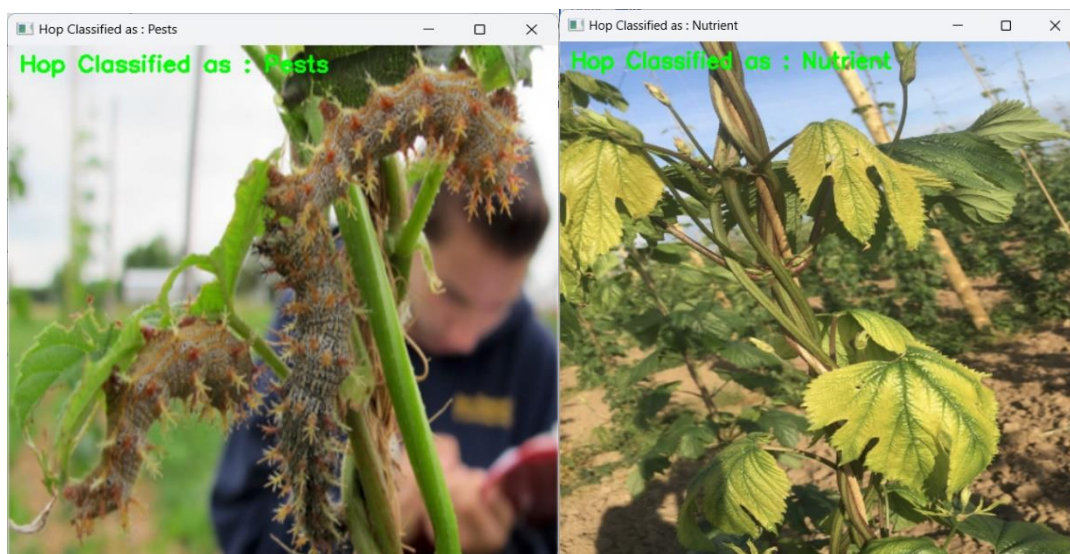 Hop Classified as : Pests
Hop Classified as : Pests
Hop Classified as : Nutrient
Hop Classified as : Nutrient